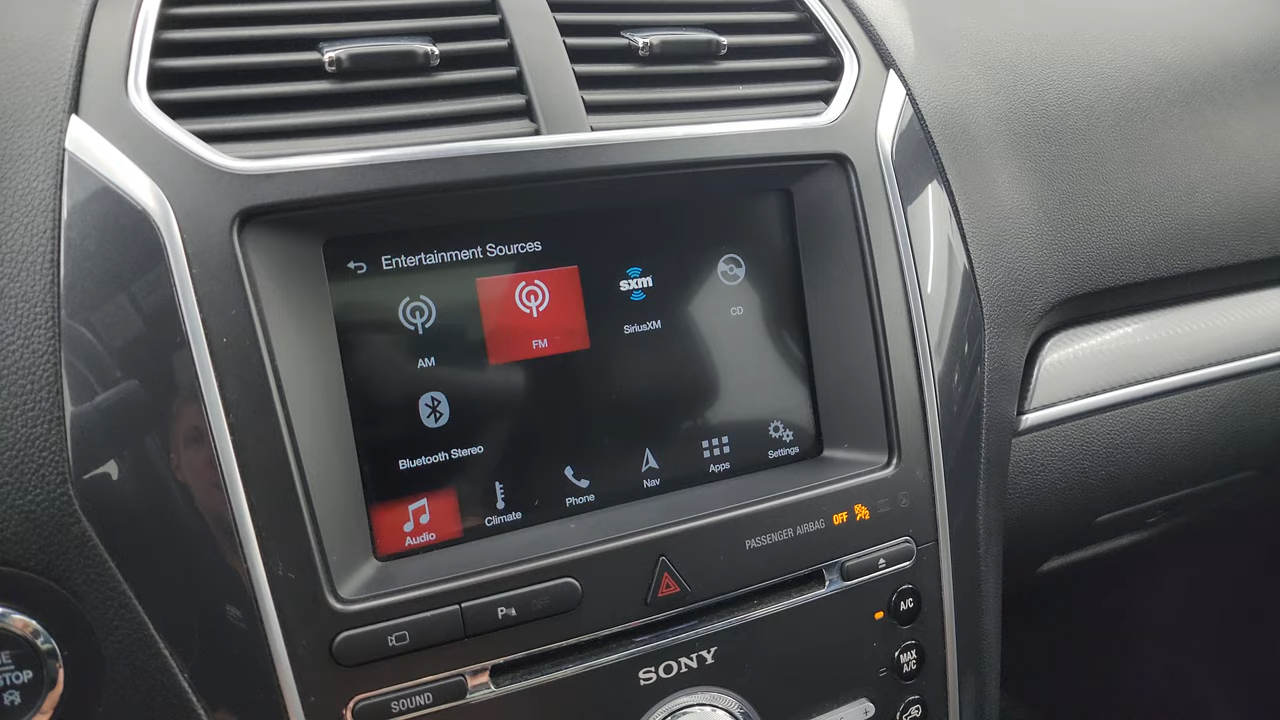 Entertainment Sources
AM
FM
sxm
SiriusXM
CD
Bluetooth Stereo
Audio
Climate
Phone
Nav
Apps
Settings
PASSENGER AIRBAG OFF
P
A/C
SONY
MAX A/C
SOUND
STOP